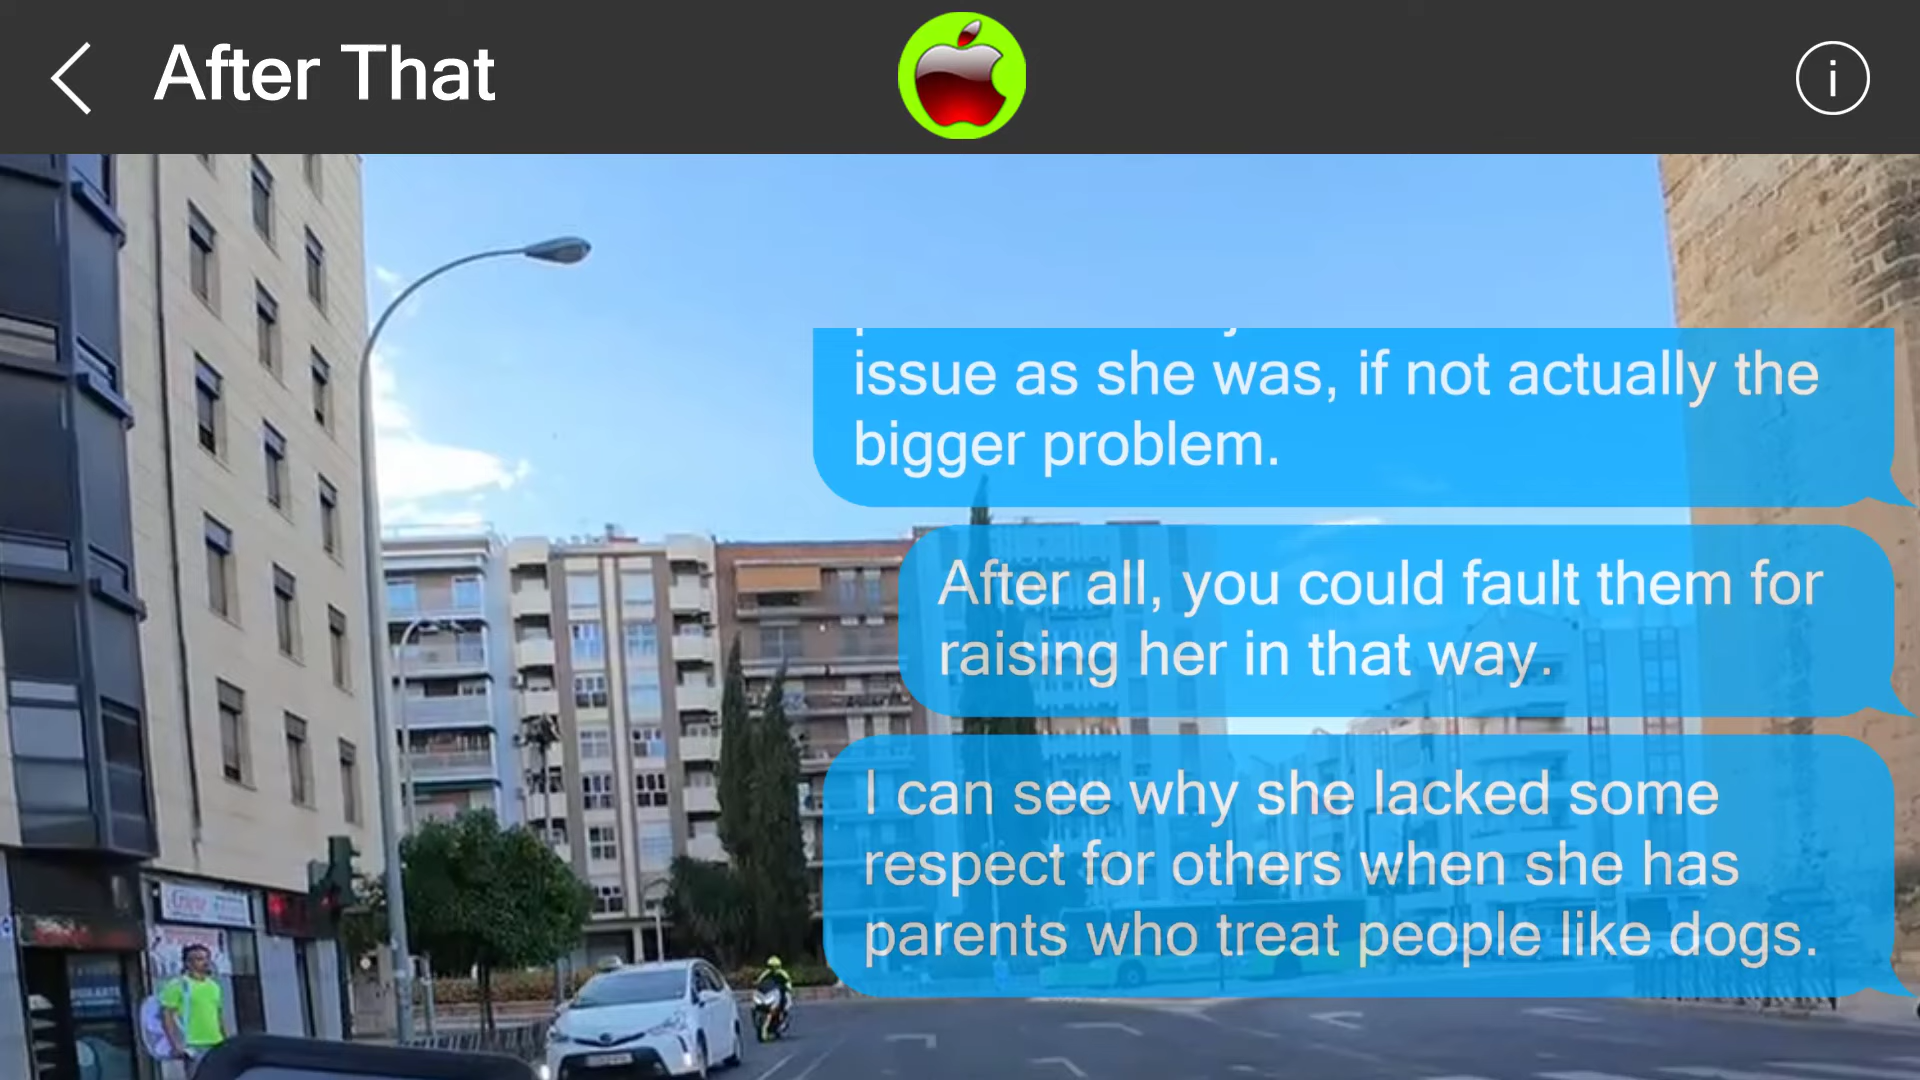 After That
issue as she was, if not actually the
bigger problem.
After all, you could fault them for
raising her in that way.
I can see why she lacked some
respect for others when she has
parents who treat people like dogs.